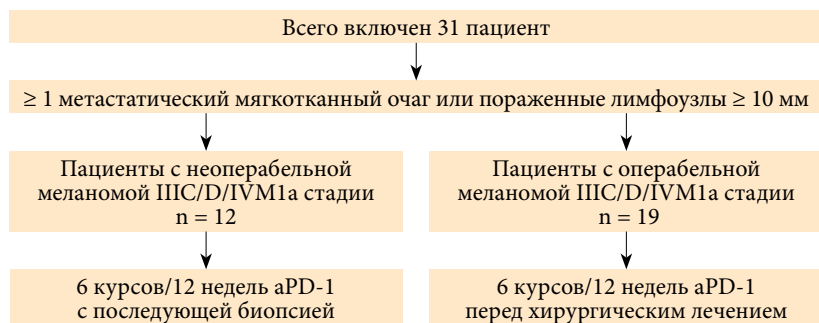 Всего включен 31 пациент
≥ 1 метастатический мягкотканный очаг или пораженные лимфоузлы ≥ 10 мм
Пациенты с неоперабельной
меланомой IIIC/D/IVM1a стадии
n = 12
Пациенты с операбельной
меланомой IIIC/D/IVM1a стадии
n = 19
6 курсов/12 недель aPD-1
с последующей биопсией
6 курсов/12 недель aPD-1
перед хирургическим лечением